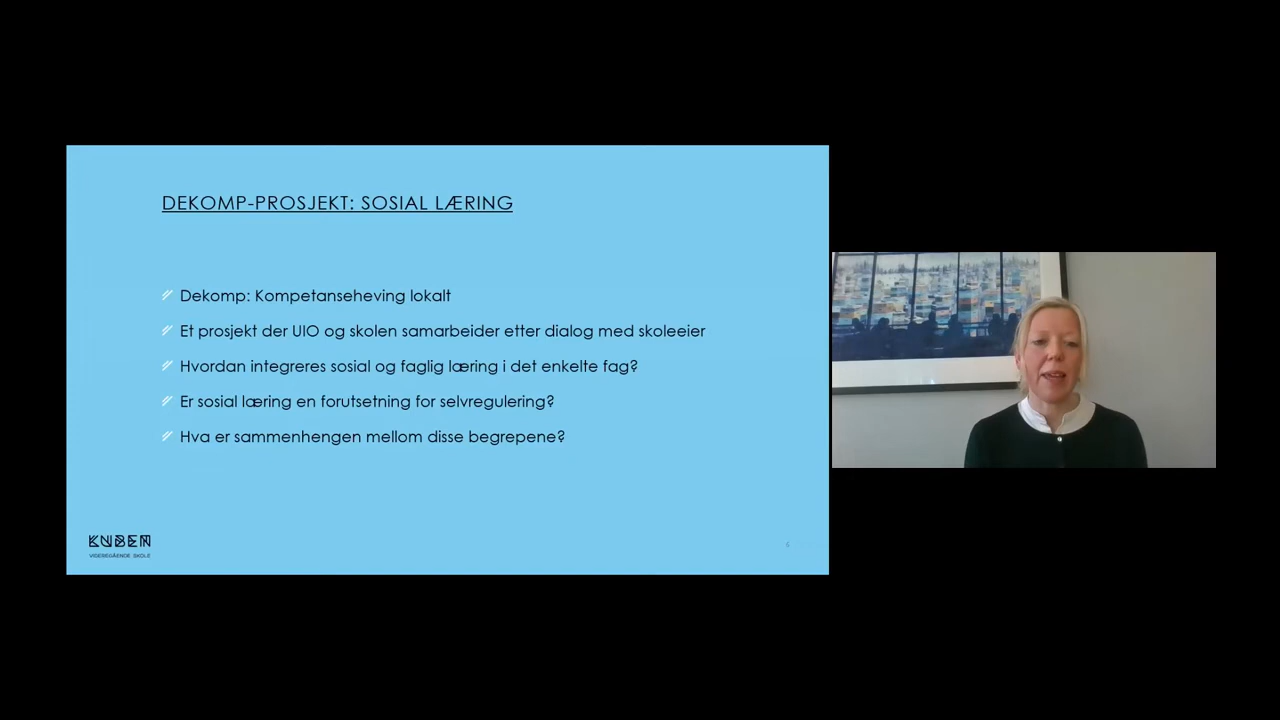 DEKOMP-PROSJEKT: SOSIAL LÆRING
Dekomp: Kompetanseheving lokalt
Et prosjekt der UIO og skolen samarbeider etter dialog med skoleeier
Hvordan integreres sosial og faglig læring i det enkelte fag?
Er sosial læring en forutsetning for selvregulering?
Hva er sammenhengen mellom disse begrepene?
KUBEN
VIDEREGÅENDE SKOLE
6